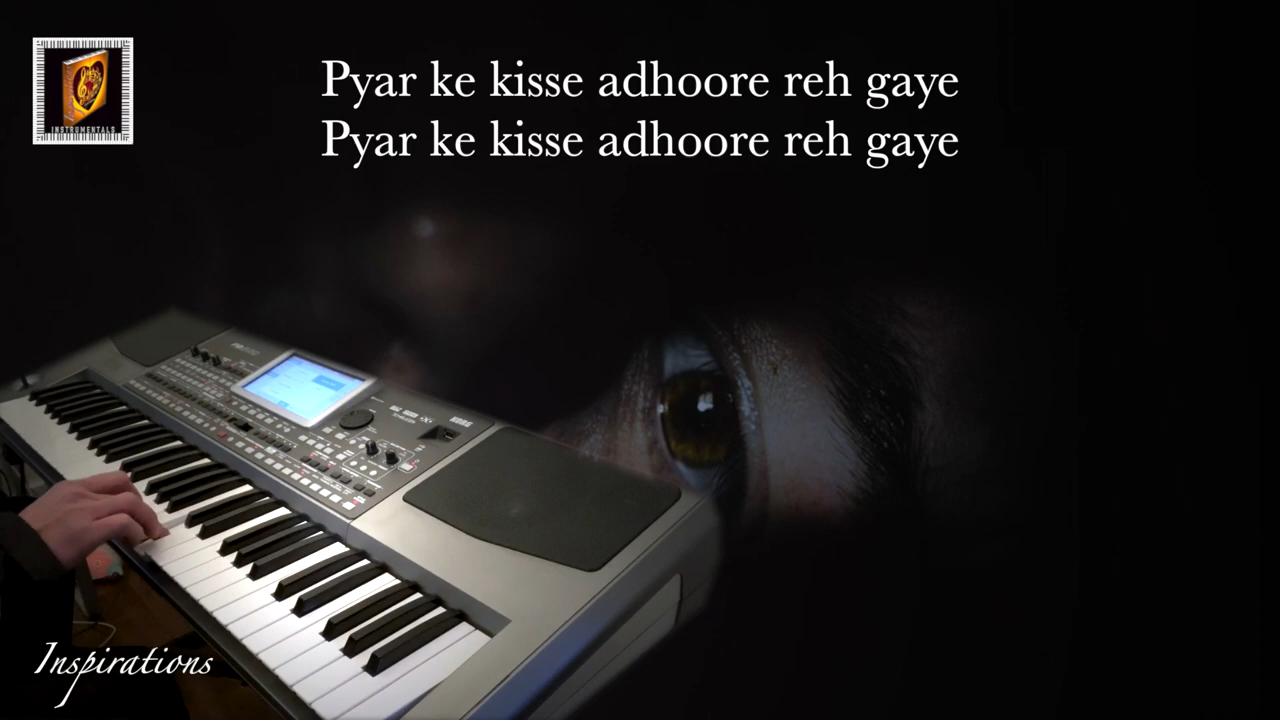 Pyar ke kisse adhoore reh gaye
Pyar ke kisse adhoore reh gaye
INSTRUMENTALS
KORG
Inspirations